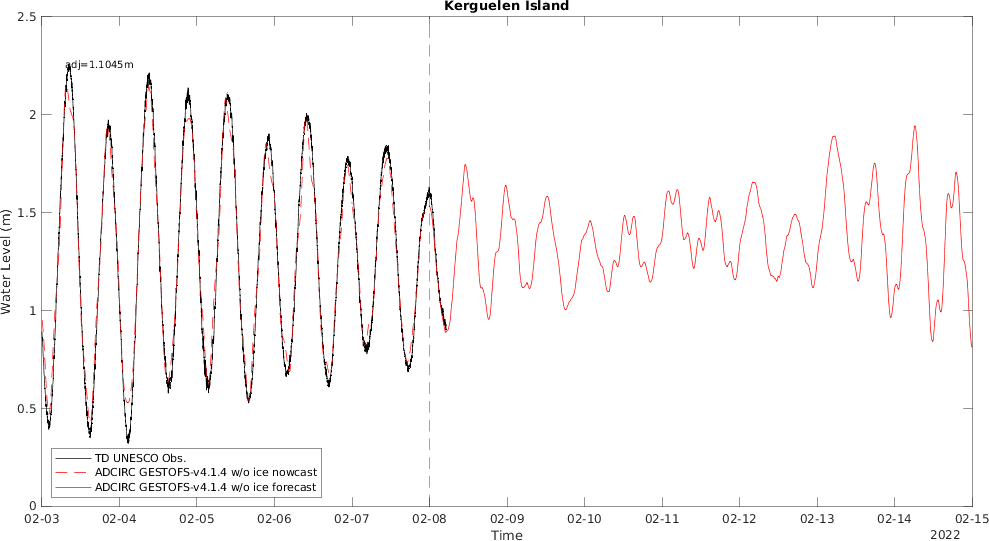 Kerguelen Island
2.5
adj=1.1045m
2
1.5
Water Level (m)
1
0.5
TD UNESCO Obs.
ADCIRC GESTOFS-v4.1.4 w/o ice nowcast
ADCIRC GESTOFS-v4.1.4 w/o ice forecast
0
02-03 02-04 02-05 02-06 02-07 02-08 02-09 02-10 02-11 02-12 02-13 02-14 02-15
Time
2022